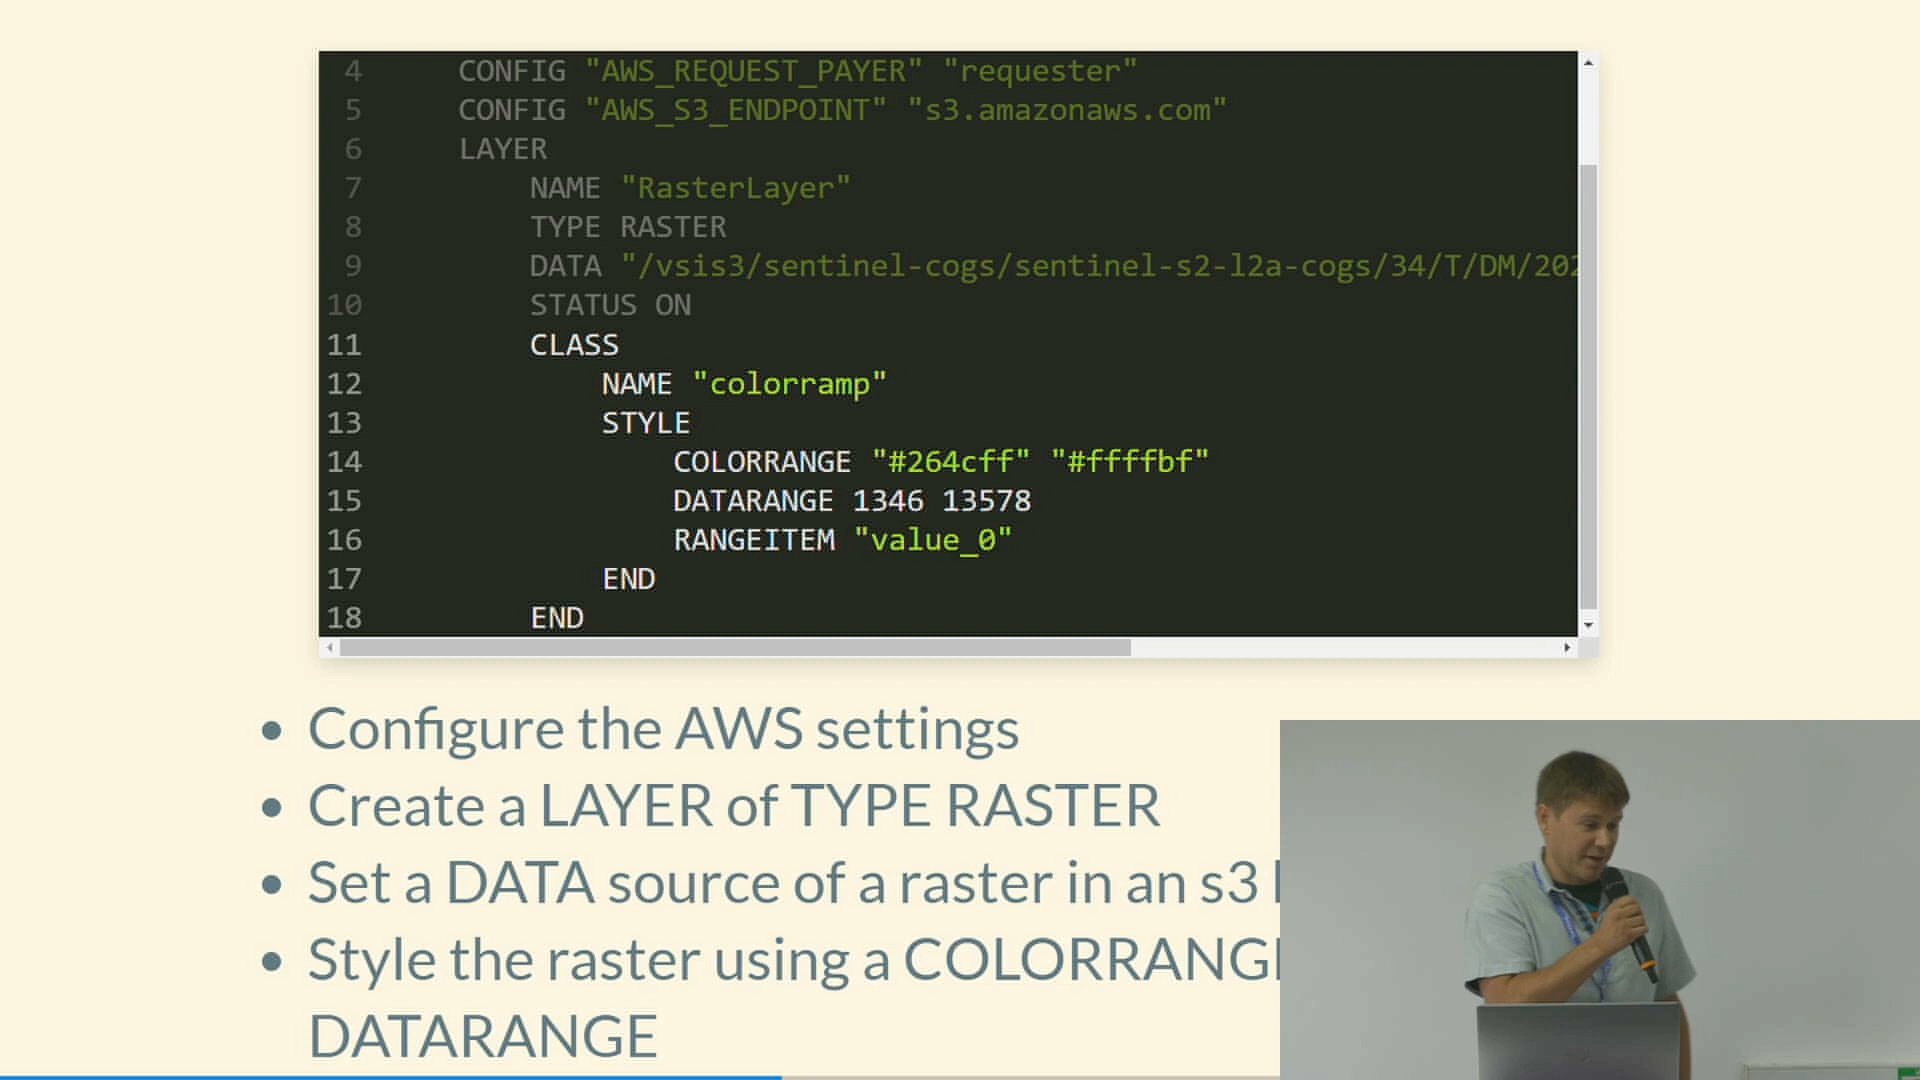 4 CONFIG "AWS_REQUEST_PAYER" "requester"
5 CONFIG "AWS_S3_ENDPOINT" "s3.amazonaws.com"
6 LAYER
7 NAME "RasterLayer"
8 TYPE RASTER
9 DATA "/vsis3/sentinel-cogs/sentinel-s2-l2a-cogs/34/T/DM/202
10 STATUS ON
11 CLASS
12 NAME "colorramp"
13 STYLE
14 COLORRANGE "#264cff" "#ffffbf"
15 DATARANGE 1346 13578
16 RANGEITEM "value_0"
17 END
18 END
• Configure the AWS settings
• Create a LAYER of TYPE RASTER
• Set a DATA source of a raster in an s3
• Style the raster using a COLORRANGE
DATARANGE